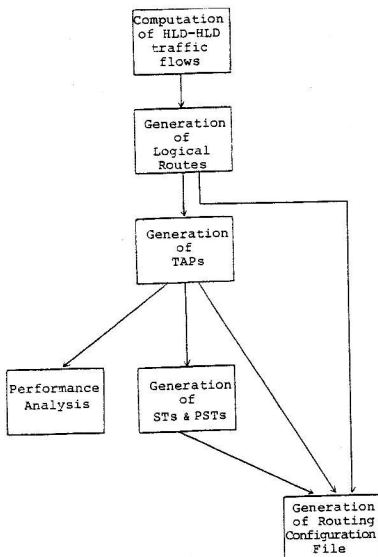 Computation
of HLD-HLD
traffic
flows
Generation
of
Logical
Routes
Generation
of
TAPs
Performance
Analysis
Generation
of
STs & PSTs
Generation
of Routing
Configuration
File